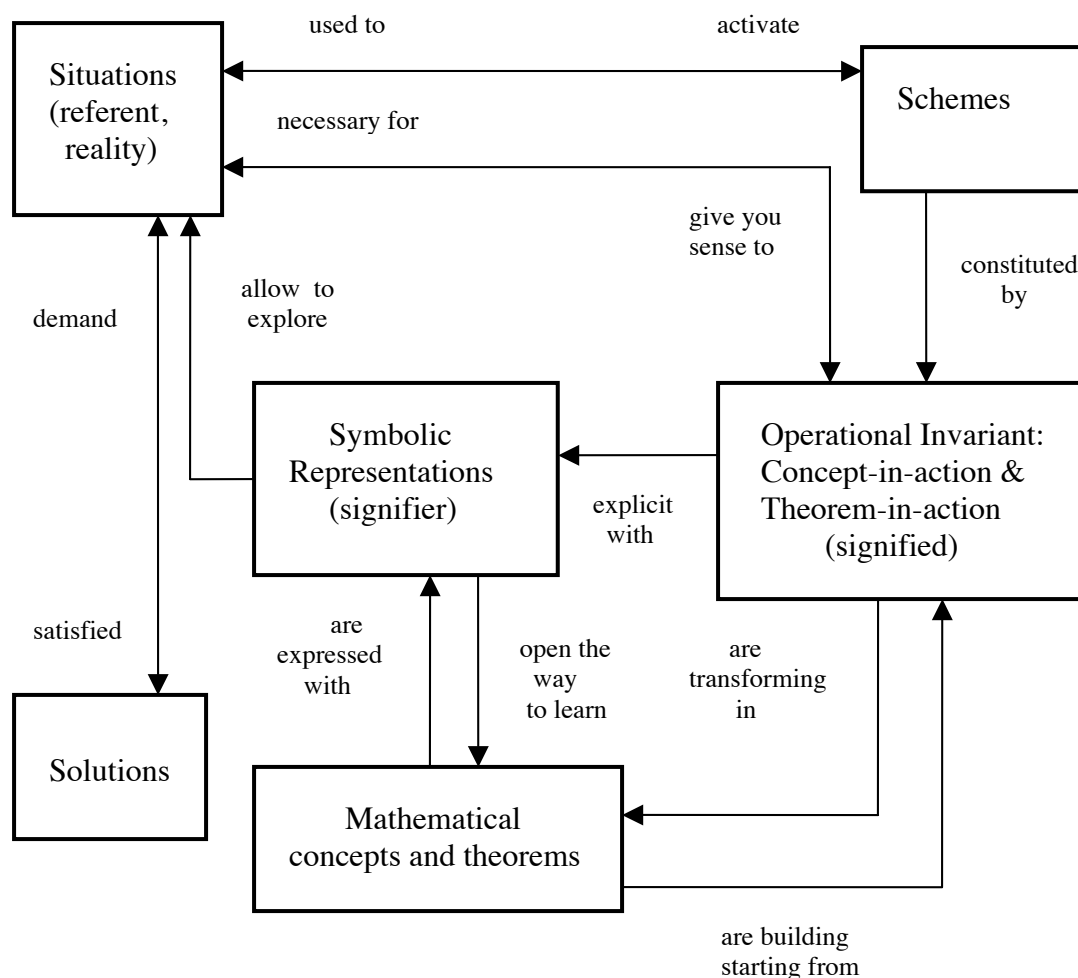 used to
activate
Situations
(referent,
reality)
Schemes
necessary for
give you
sense to
constituted
by
allow to
explore
demand
Symbolic
Representations
(signifier)
Operational Invariant:
Concept-in-action &
Theorem-in-action
(signified)
explicit
with
satisfied
are
expressed
with
open the
way
to learn
are
transforming
in
Solutions
Mathematical
concepts and theorems
are building
starting from